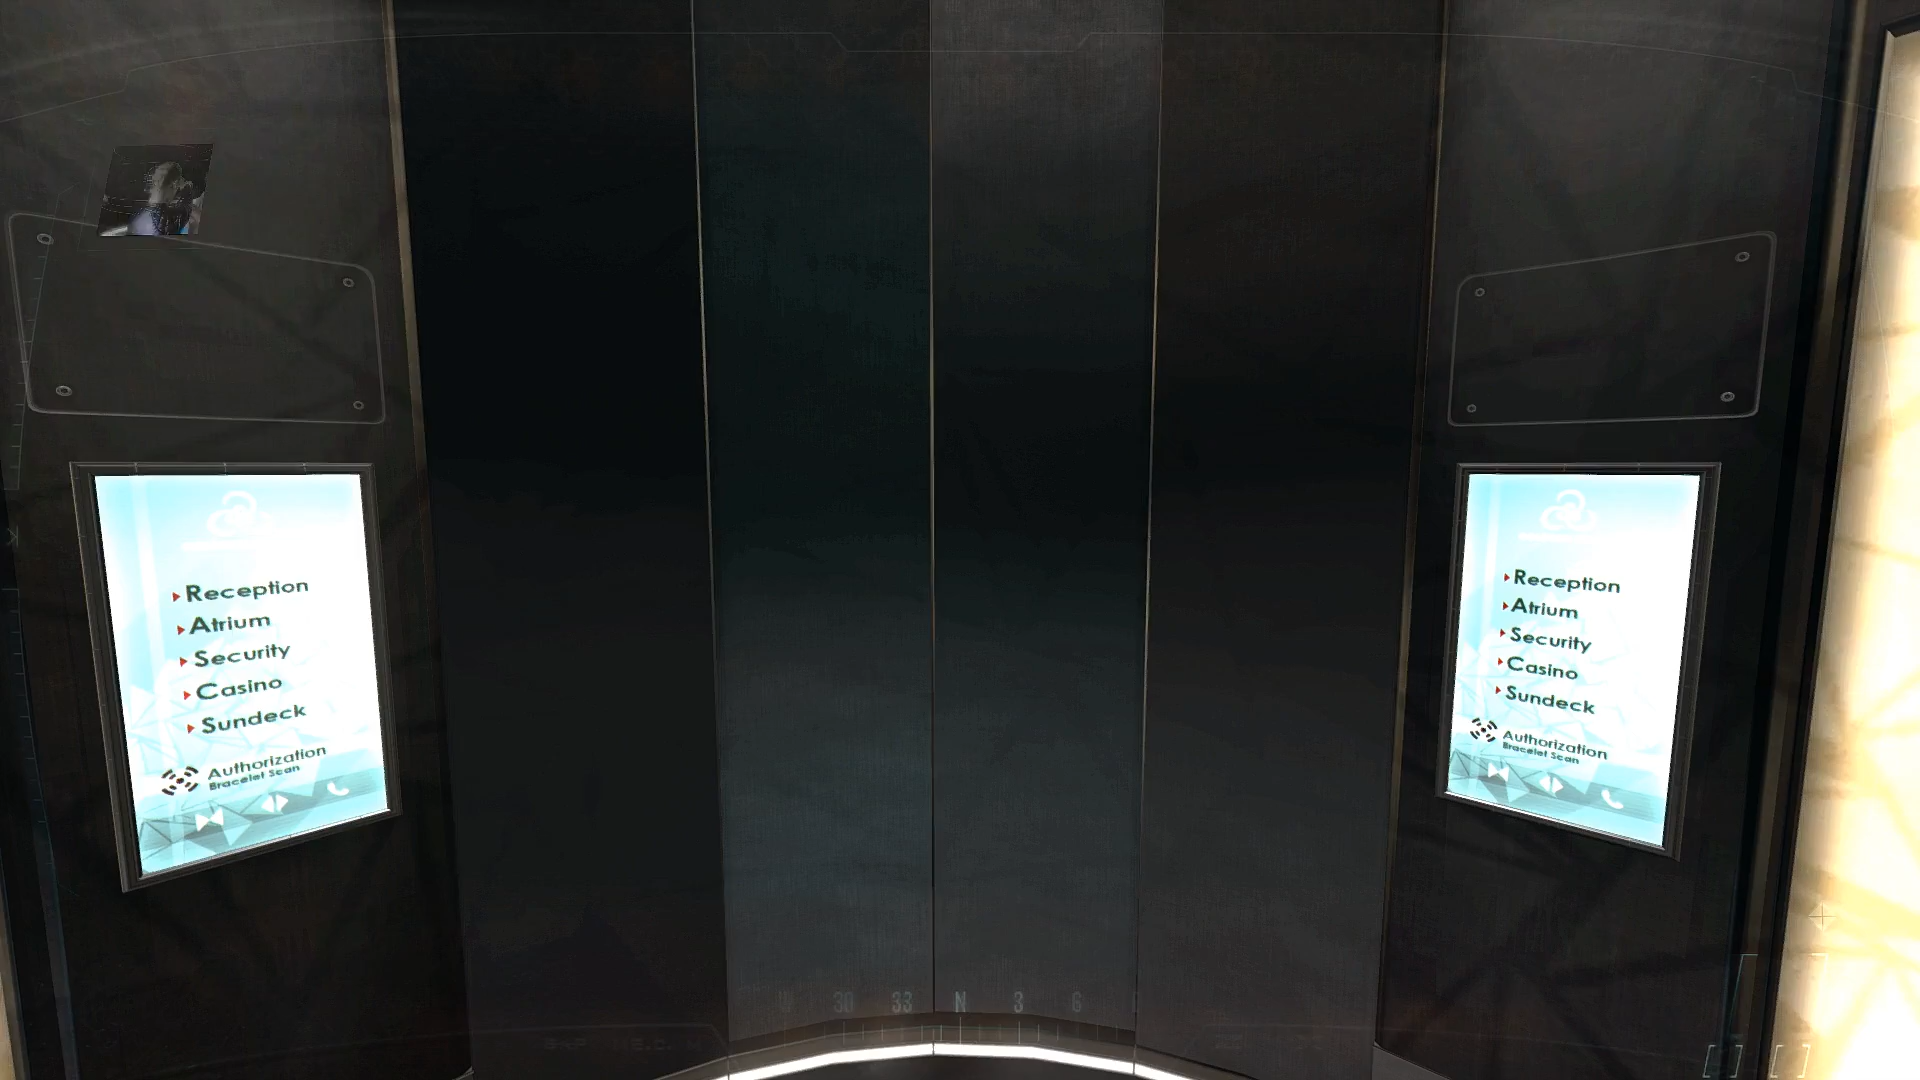 Reception
Atrium
Security
Casino
Sundeck
Authorization
Bracelet Scan
Reception
Atrium
Security
Casino
Sundeck
Authorization
Bracelet Scan
30 33 N 3 6